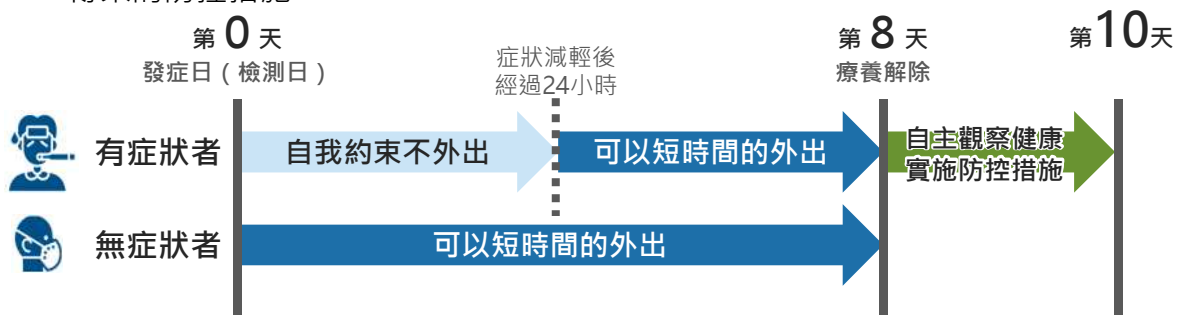 第0天
發症日(檢測日)
症狀減輕後
經過24小時
第8天
療養解除
第10天
有症狀者
自我約束不外出
可以短時間的外出
自主觀察健康
實施防控措施
無症狀者
可以短時間的外出